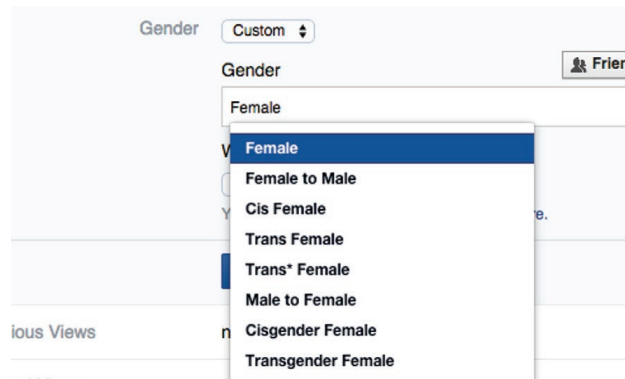 Gender Custom
Gender Frier
Female
Female
Female to Male
Cis Female
re.
Trans Female
Trans* Female
Male to Female
ious Views
Cisgender Female
Transgender Female